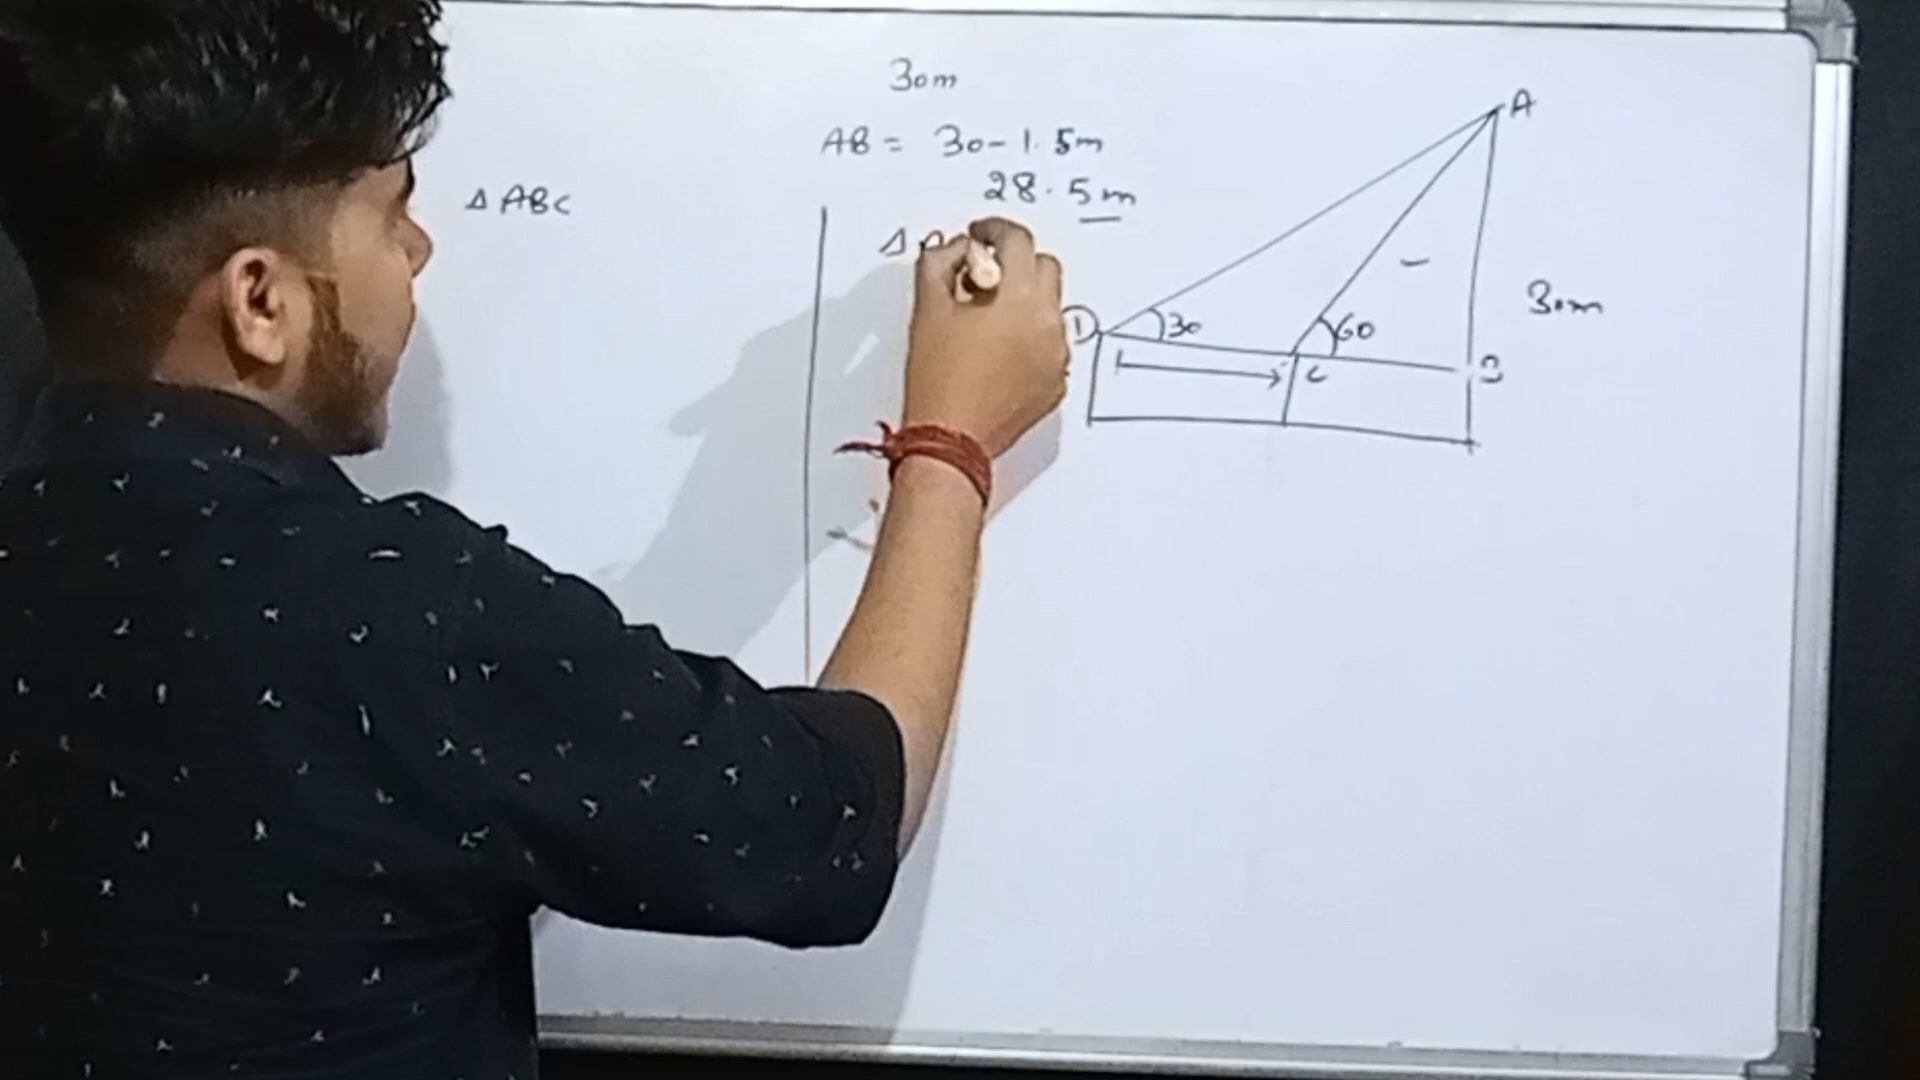 30m
AB = 30-1.5m
28.5m
Δ ABC
Δ
A
D
30
60
C
B
30m